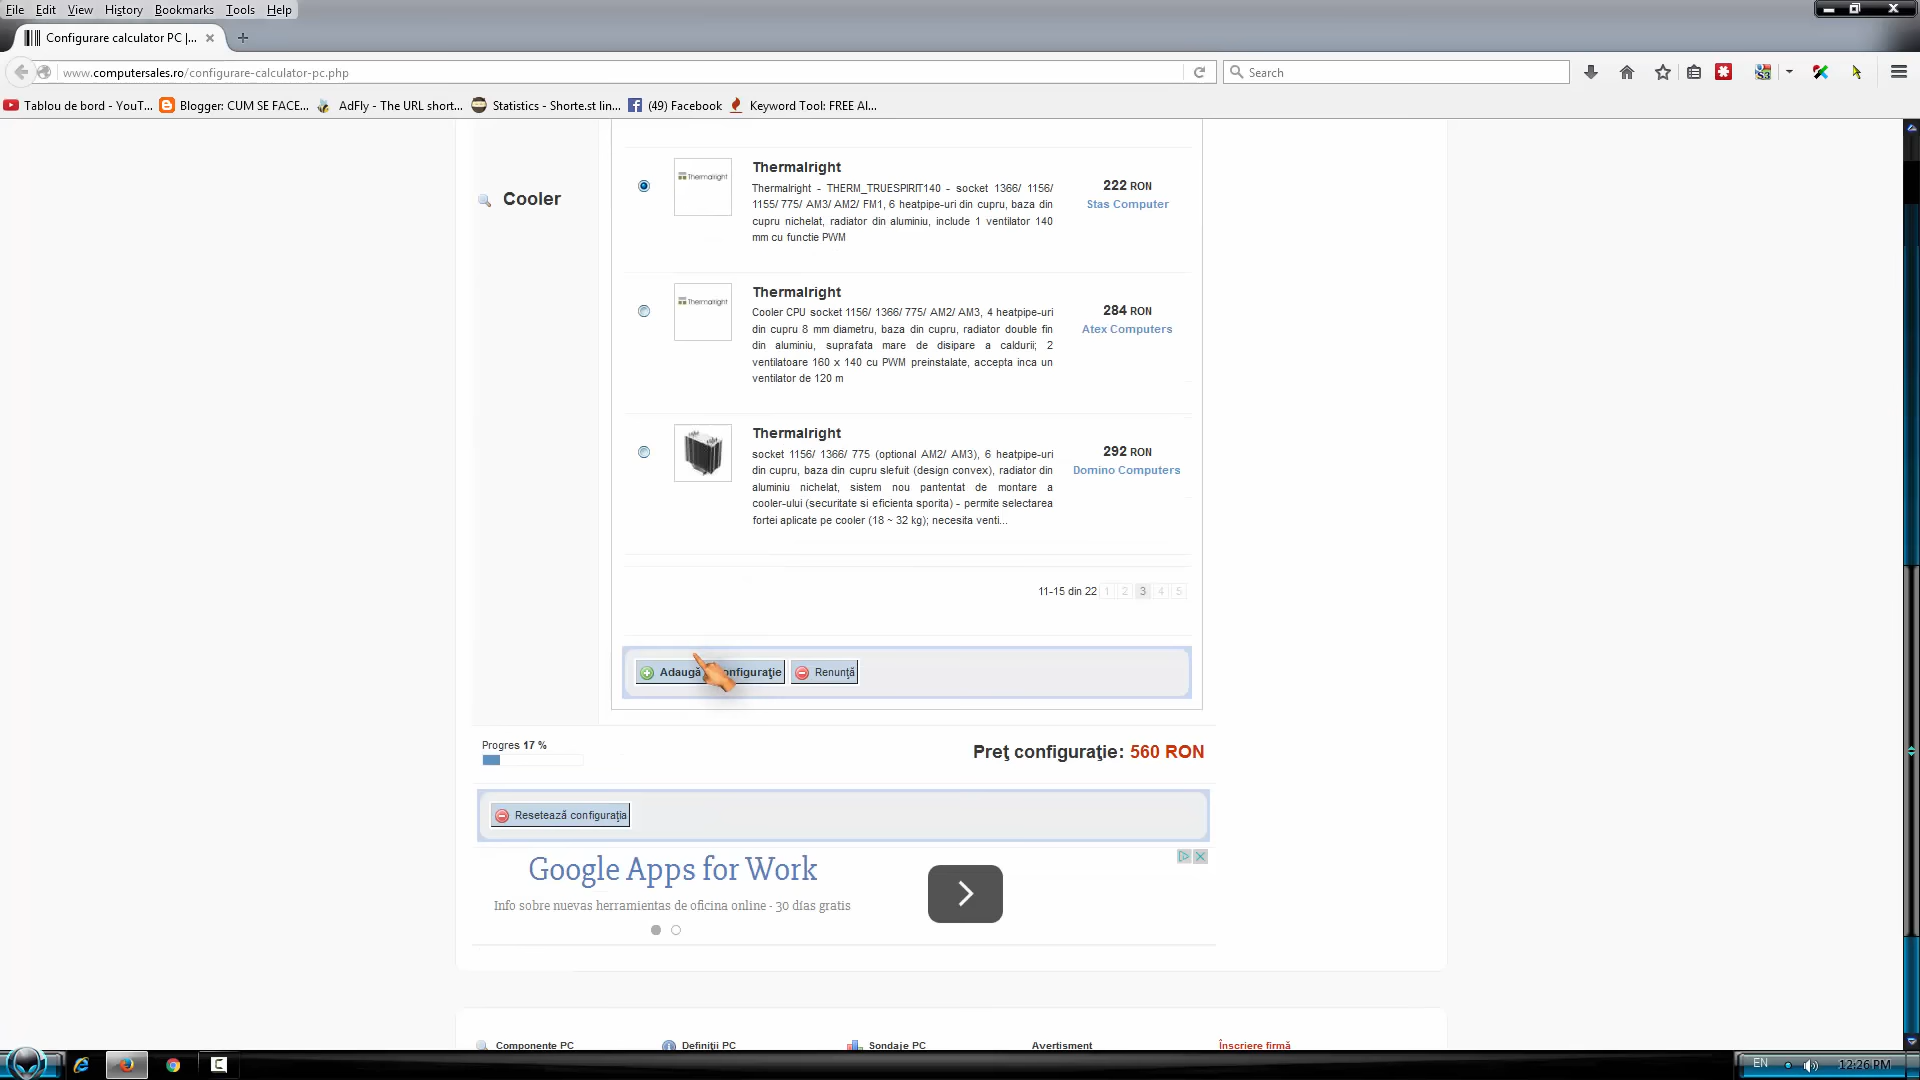 File Edit View History Bookmarks Tools Help
Configurare calculator PC |...
www.computersales.ro/configurare-calculator-pc.php
Search
Tablou de bord - YouT... Blogger: CUM SE FACE... AdFly - The URL short... Statistics - Shorte.st lin... (49) Facebook Keyword Tool: FREE Al...
Cooler
Thermalright
Thermalright
Thermalright - THERM_TRUESPIRIT140 - socket 1366/ 1156/
1155/ 775/ AM3/ AM2/ FM1, 6 heatpipe-uri din cupru, baza din
cupru nichelat, radiator din aluminiu, include 1 ventilator 140
mm cu functie PWM
222 RON
Stas Computer
Thermalright
Thermalright
Cooler CPU socket 1156/ 1366/ 775/ AM2/ AM3, 4 heatpipe-uri
din cupru 8 mm diametru, baza din cupru, radiator double fin
din aluminiu, suprafata mare de disipare a caldurii; 2
ventilatoare 160 x 140 cu PWM preinstalate, accepta inca un
ventilator de 120 m
284 RON
Atex Computers
Thermalright
socket 1156/ 1366/ 775 (optional AM2/ AM3), 6 heatpipe-uri
din cupru, baza din cupru slefuit (design convex), radiator din
aluminiu nichelat, sistem nou pantentat de montare a
cooler-ului (securitate si eficienta sporita) - permite selectarea
fortei aplicate pe cooler (18 ~ 32 kg); necesita venti...
292 RON
Domino Computers
11-15 din 22 1 2 3 4 5
Adaugă Renunţă
Progres 17 %
Preţ configuraţie: 560 RON
Resetează configuraţia
Google Apps for Work
Info sobre nuevas herramientas de oficina online - 30 días gratis
Componente PC Definiţii PC Sondaje PC Avertisment Înscriere firmă
EN 12:26 PM